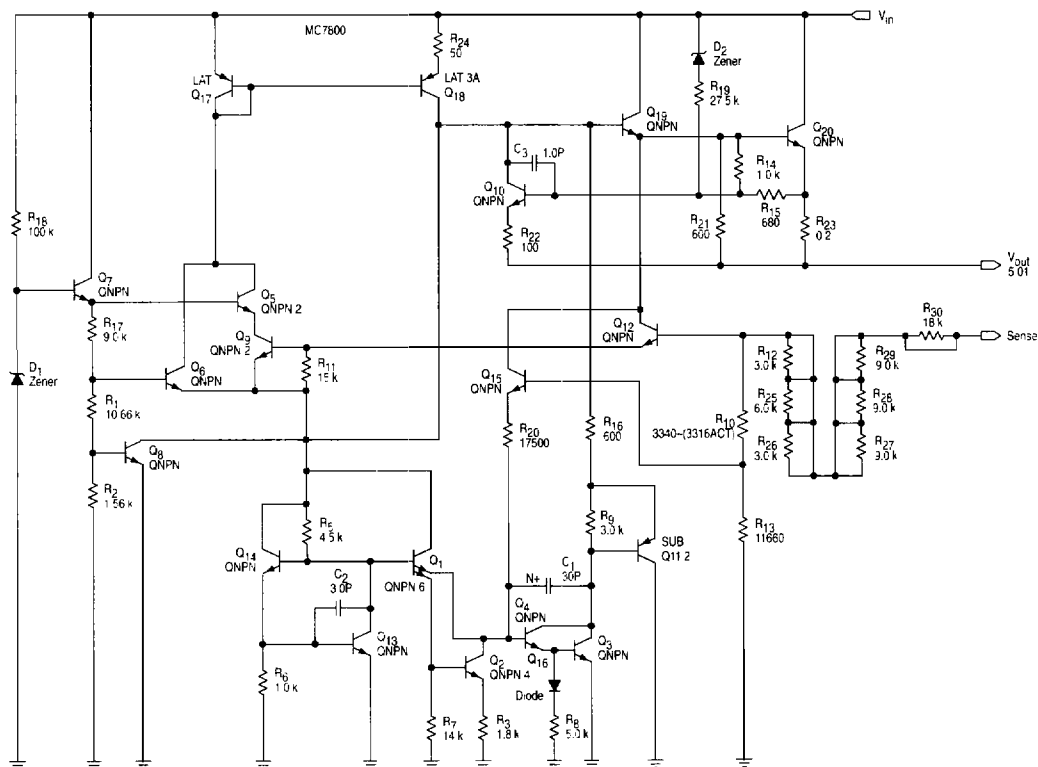 MC7800
Vin
R24
50
D2
Zener
LAT
Q17
LAT 3A
Q18
R19
27.5 k
Q19
QNPN
Q20
QNPN
C3
1.0P
R14
1.0 k
Q10
QNPN
R18
100 k
R15
680
R21
600
R23
0.2
R22
100
Vout
5.01
Q7
QNPN
Q5
QNPN 2
R30
18 k
Sense
R17
9.0 k
Q9
QNPN 2
Q12
QNPN
R11
15 k
R12
3.0 k
R29
9.0 k
D1
Zener
Q6
QNPN
Q15
QNPN
R1
10.66 k
R25
6.0 k
R28
9.0 k
R10
3340~(3316ACT)
R16
600
R20
17500
R26
3.0 k
R27
9.0 k
Q8
QNPN
R2
1.56 k
R5
4.5 k
R9
3.0 k
R13
11660
Q14
QNPN
Q1
QNPN 6
SUB
Q11 2
C2
3.0P
N+
C1
30P
Q4
QNPN
Q13
QNPN
Q3
QNPN
Q16
Q2
QNPN 4
R6
1.0 k
Diode
R7
14 k
R3
1.8 k
R8
5.0 k